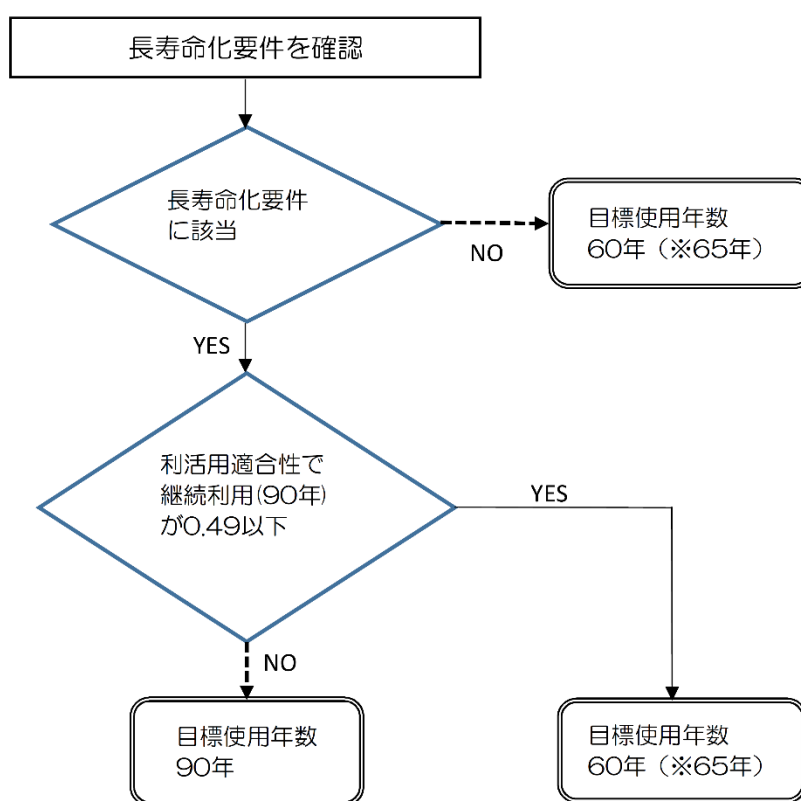 長寿命化要件を確認
長寿命化要件
に該当
目標使用年数
60年（※65年）
NO
YES
利活用適合性で
継続利用(90年)
が0.49以下
YES
NO
目標使用年数
90年
目標使用年数
60年（※65年）